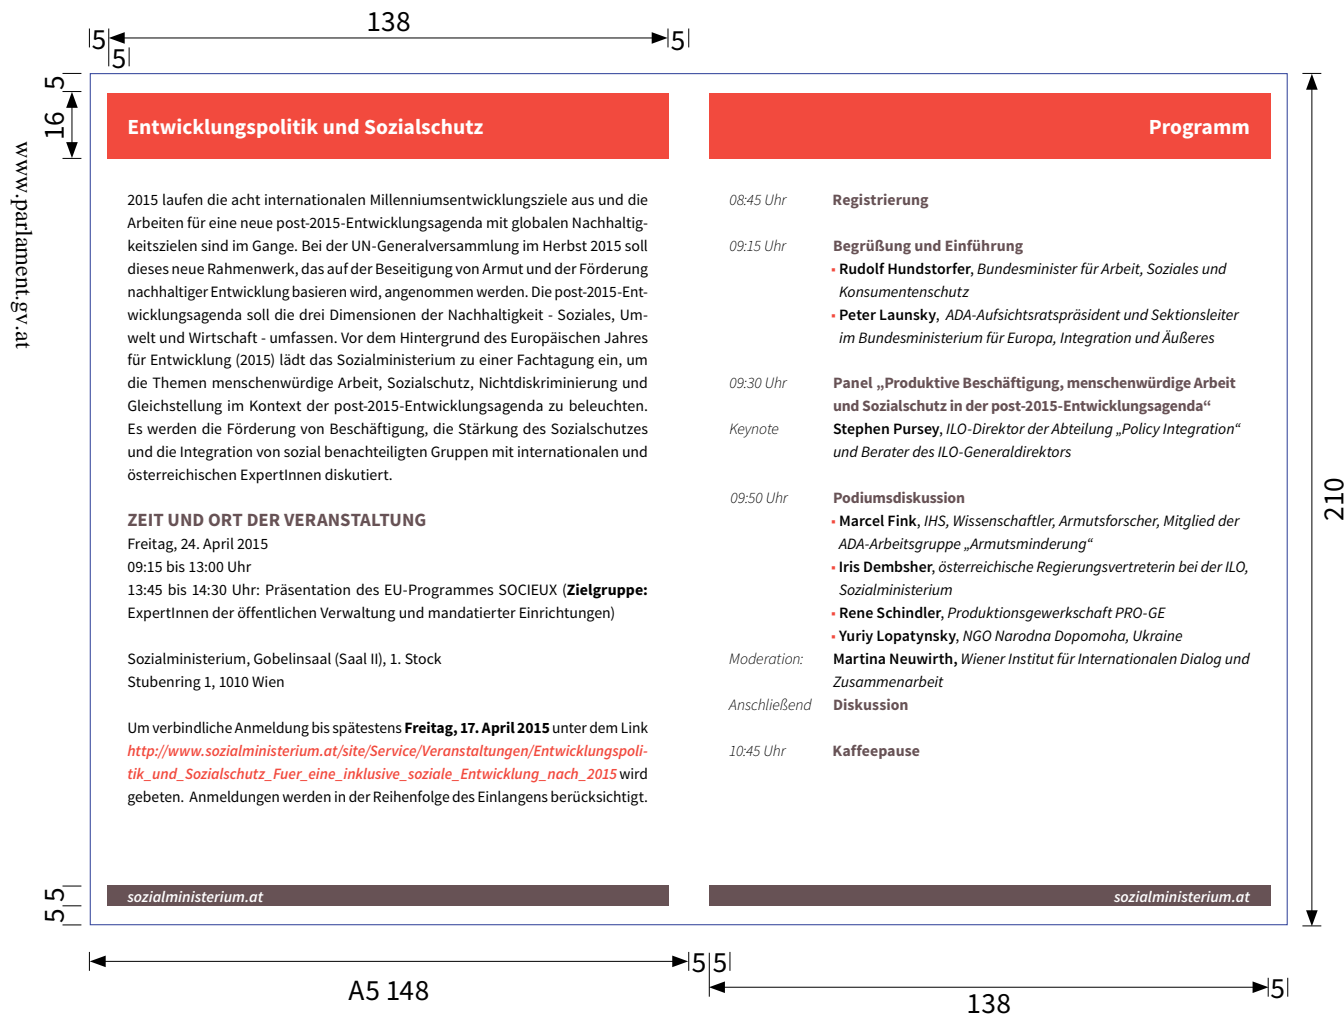 138
5
5
5
5
16
www.parlament.gv.at
Entwicklungspolitik und Sozialschutz
2015 laufen die acht internationalen Millenniumsentwicklungsziele aus und die
Arbeiten für eine neue post-2015-Entwicklungsagenda mit globalen Nachhaltig-
keitszielen sind im Gange. Bei der UN-Generalversammlung im Herbst 2015 soll
dieses neue Rahmenwerk, das auf der Beseitigung von Armut und der Förderung
nachhaltiger Entwicklung basieren wird, angenommen werden. Die post-2015-Ent-
wicklungsagenda soll die drei Dimensionen der Nachhaltigkeit - Soziales, Um-
welt und Wirtschaft - umfassen. Vor dem Hintergrund des Europäischen Jahres
für Entwicklung (2015) lädt das Sozialministerium zu einer Fachtagung ein, um
die Themen menschenwürdige Arbeit, Sozialschutz, Nichtdiskriminierung und
Gleichstellung im Kontext der post-2015-Entwicklungsagenda zu beleuchten.
Es werden die Förderung von Beschäftigung, die Stärkung des Sozialschutzes
und die Integration von sozial benachteiligten Gruppen mit internationalen und
österreichischen ExpertInnen diskutiert.
ZEIT UND ORT DER VERANSTALTUNG
Freitag, 24. April 2015
09:15 bis 13:00 Uhr
13:45 bis 14:30 Uhr: Präsentation des EU-Programmes SOCIEUX (Zielgruppe:
ExpertInnen der öffentlichen Verwaltung und mandatierter Einrichtungen)
Sozialministerium, Gobelinsaal (Saal II), 1. Stock
Stubenring 1, 1010 Wien
Um verbindliche Anmeldung bis spätestens Freitag, 17. April 2015 unter dem Link
http://www.sozialministerium.at/site/Service/Veranstaltungen/Entwicklungspoli-
tik_und_Sozialschutz_Fuer_eine_inklusive_soziale_Entwicklung_nach_2015 wird
gebeten. Anmeldungen werden in der Reihenfolge des Einlangens berücksichtigt.
sozialministerium.at
Programm
08:45 Uhr Registrierung
09:15 Uhr Begrüßung und Einführung
▪ Rudolf Hundstorfer, Bundesminister für Arbeit, Soziales und
Konsumentenschutz
▪ Peter Launsky, ADA-Aufsichtsratspräsident und Sektionsleiter
im Bundesministerium für Europa, Integration und Äußeres
09:30 Uhr Panel „Produktive Beschäftigung, menschenwürdige Arbeit
und Sozialschutz in der post-2015-Entwicklungsagenda“
Keynote Stephen Pursey, ILO-Direktor der Abteilung „Policy Integration“
und Berater des ILO-Generaldirektors
09:50 Uhr Podiumsdiskussion
▪ Marcel Fink, IHS, Wissenschaftler, Armutsforscher, Mitglied der
ADA-Arbeitsgruppe „Armutsminderung“
▪ Iris Dembsher, österreichische Regierungsvertreterin bei der ILO,
Sozialministerium
▪ Rene Schindler, Produktionsgewerkschaft PRO-GE
▪ Yuriy Lopatynsky, NGO Narodna Dopomoha, Ukraine
Moderation: Martina Neuwirth, Wiener Institut für Internationalen Dialog und
Zusammenarbeit
Anschließend Diskussion
10:45 Uhr Kaffeepause
sozialministerium.at
210
5
5
A5 148
5
5
138
5